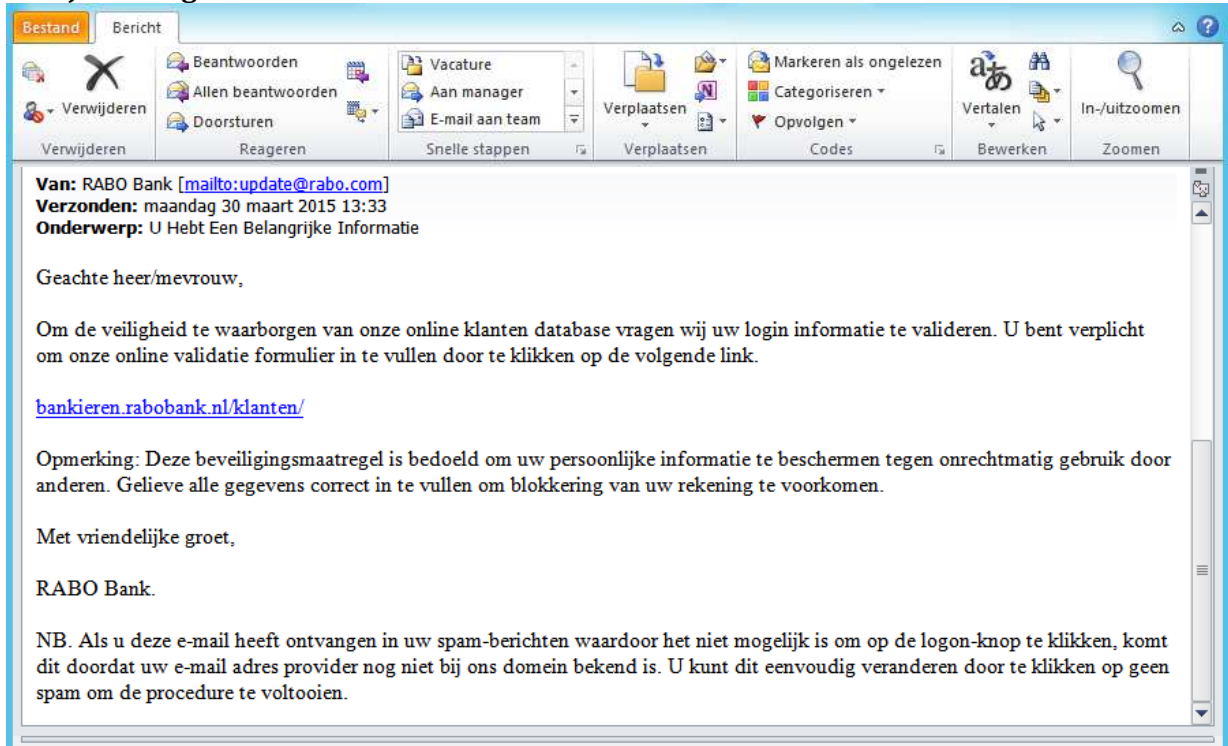 Bestand Bericht
Verwijderen
Beantwoorden
Allen beantwoorden
Doorsturen
Vacature
Aan manager
E-mail aan team
Verplaatsen
Markeren als ongelezen
Categoriseren
Opvolgen
Vertalen
In-/uitzoomen
Verwijderen Reageren Snelle stappen Verplaatsen Codes Bewerken Zoomen
Van: RABO Bank [mailto:update@rabo.com]
Verzonden: maandag 30 maart 2015 13:33
Onderwerp: U Hebt Een Belangrijke Informatie
Geachte heer/mevrouw,
Om de veiligheid te waarborgen van onze online klanten database vragen wij uw login informatie te valideren. U bent verplicht
om onze online validatie formulier in te vullen door te klikken op de volgende link.
bankieren.rabobank.nl/klanten/
Opmerking: Deze beveiligingsmaatregel is bedoeld om uw persoonlijke informatie te beschermen tegen onrechtmatig gebruik door
anderen. Gelieve alle gegevens correct in te vullen om blokkering van uw rekening te voorkomen.
Met vriendelijke groet,
RABO Bank.
NB. Als u deze e-mail heeft ontvangen in uw spam-berichten waardoor het niet mogelijk is om op de logon-knop te klikken, komt
dit doordat uw e-mail adres provider nog niet bij ons domein bekend is. U kunt dit eenvoudig veranderen door te klikken op geen
spam om de procedure te voltooien.